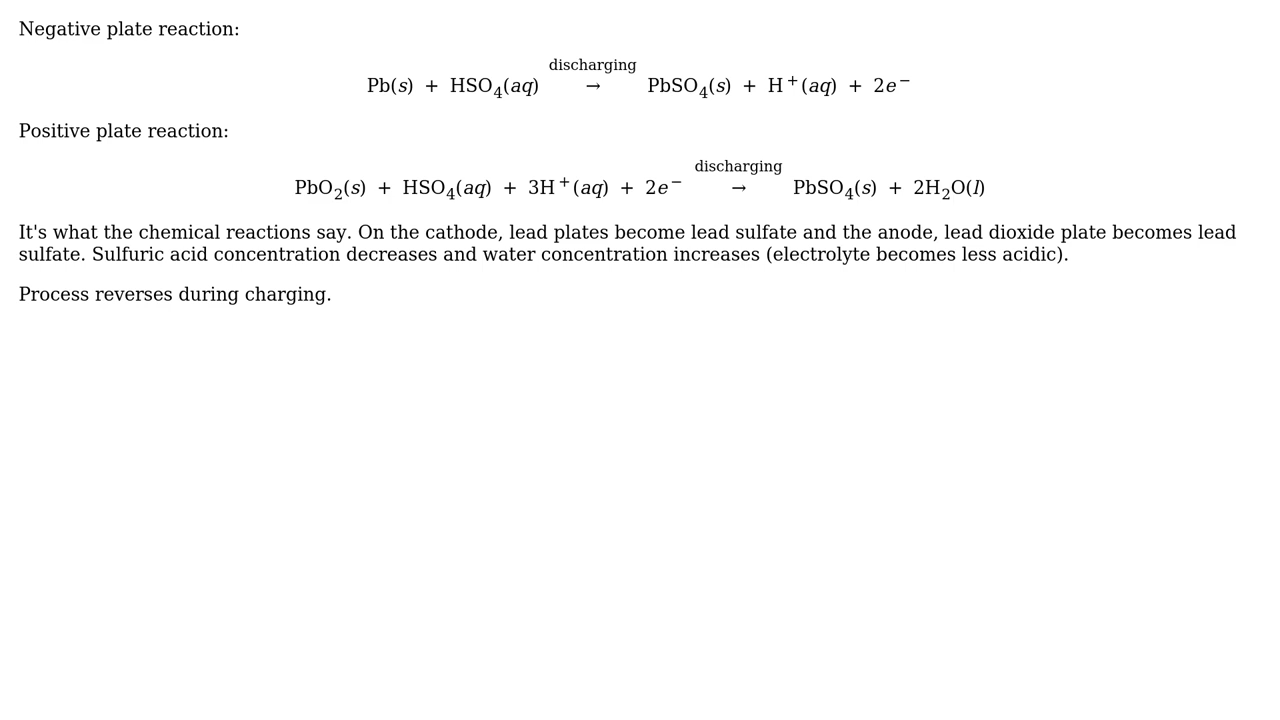 Negative plate reaction:
discharging
Pb(s) + HSO₄(aq) → PbSO₄(s) + H⁺(aq) + 2e⁻
Positive plate reaction:
discharging
PbO₂(s) + HSO₄(aq) + 3H⁺(aq) + 2e⁻ → PbSO₄(s) + 2H₂O(l)
It's what the chemical reactions say. On the cathode, lead plates become lead sulfate and the anode, lead dioxide plate becomes lead
sulfate. Sulfuric acid concentration decreases and water concentration increases (electrolyte becomes less acidic).
Process reverses during charging.